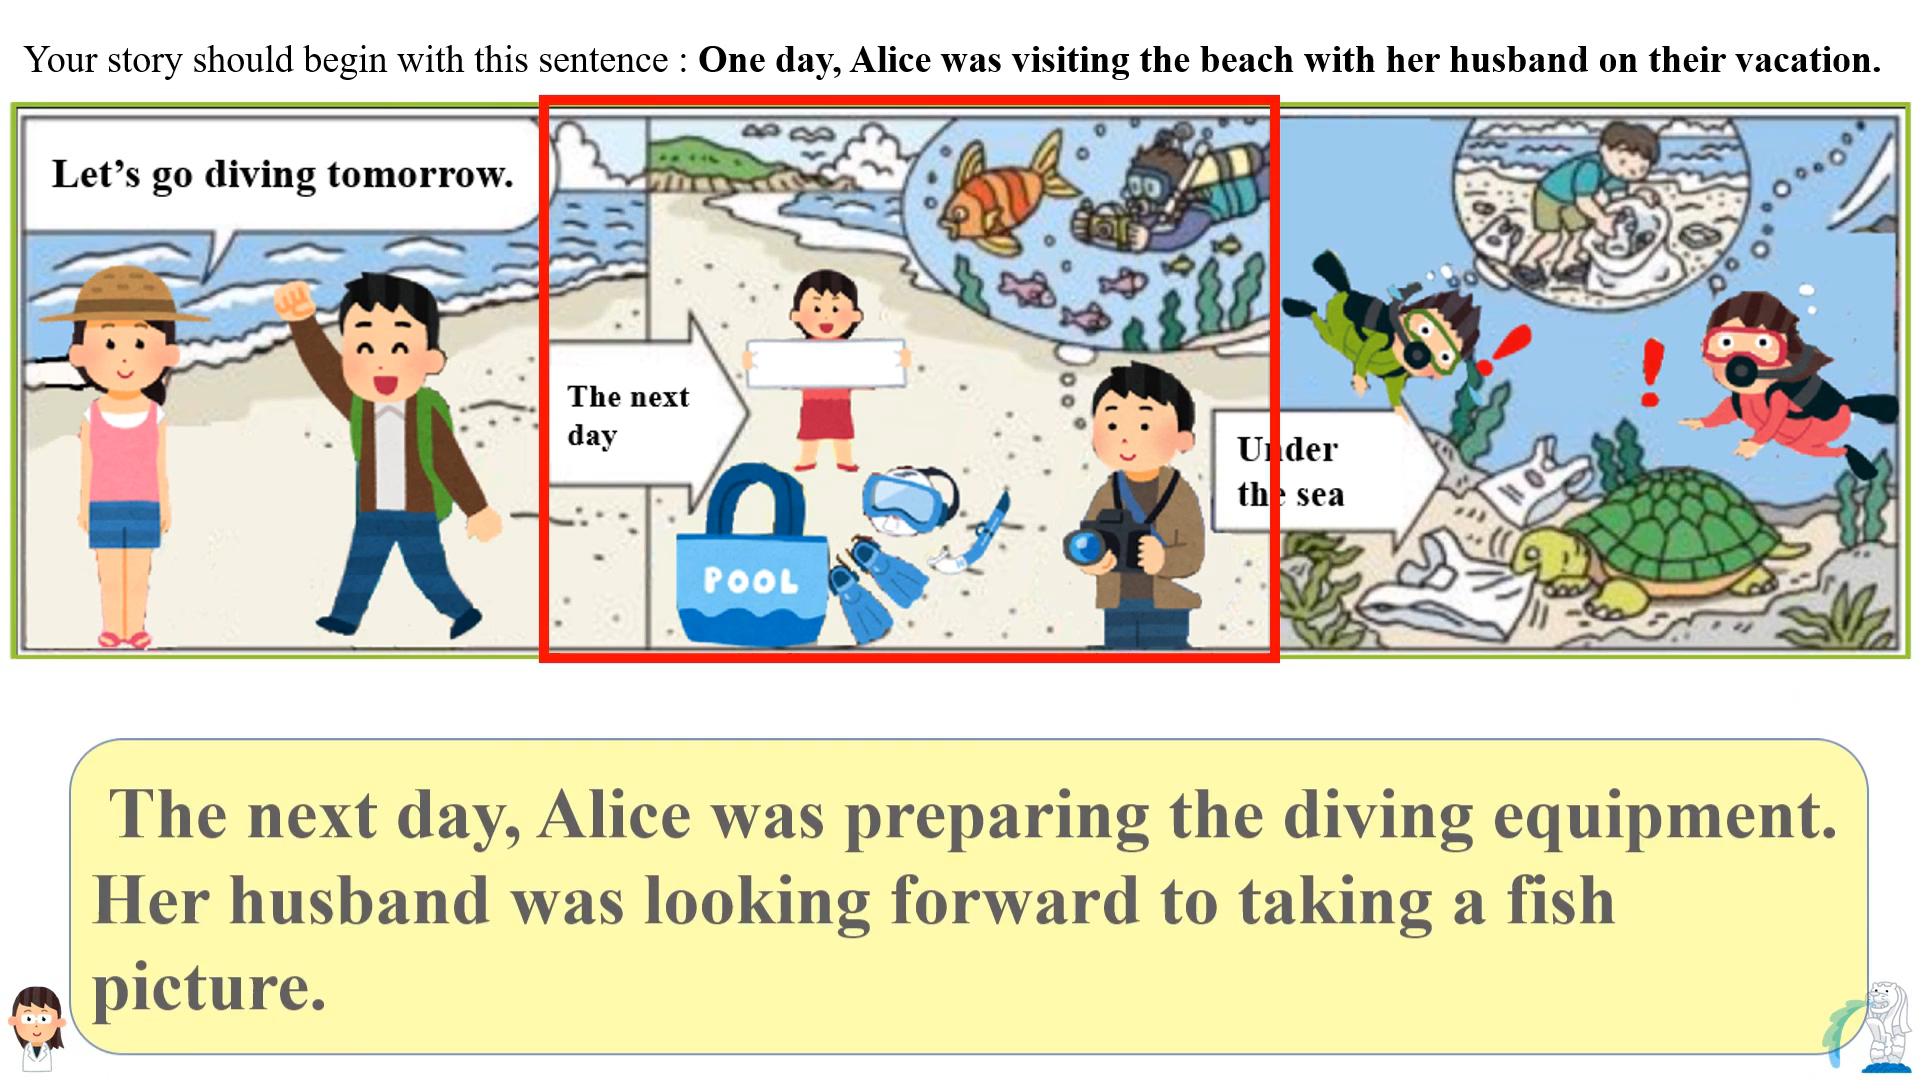 Your story should begin with this sentence : One day, Alice was visiting the beach with her husband on their vacation.
Let’s go diving tomorrow.
The next
day
POOL
Under
the sea
The next day, Alice was preparing the diving equipment.
Her husband was looking forward to taking a fish
picture.